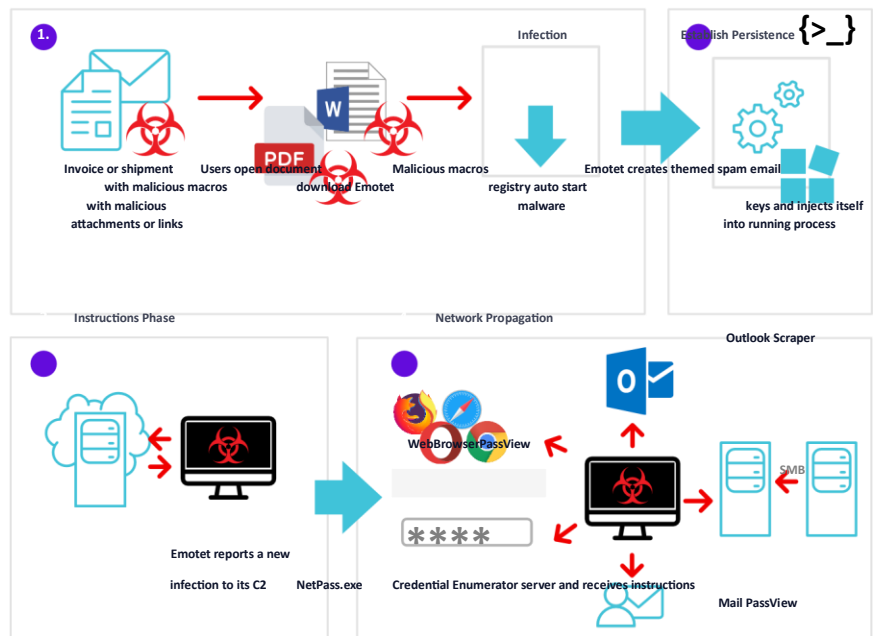 1.
Infection
Establish Persistence
{>_}
W
PDF
Invoice or shipment
Users open document
Malicious macros
Emotet creates themed spam email
with malicious macros
download Emotet
registry auto start
with malicious
malware
keys and injects itself
attachments or links
into running process
Instructions Phase
Network Propagation
Outlook Scraper
O
WebBrowserPassView
SMB
****
Emotet reports a new
infection to its C2
NetPass.exe
Credential Enumerator server and receives instructions
Mail PassView